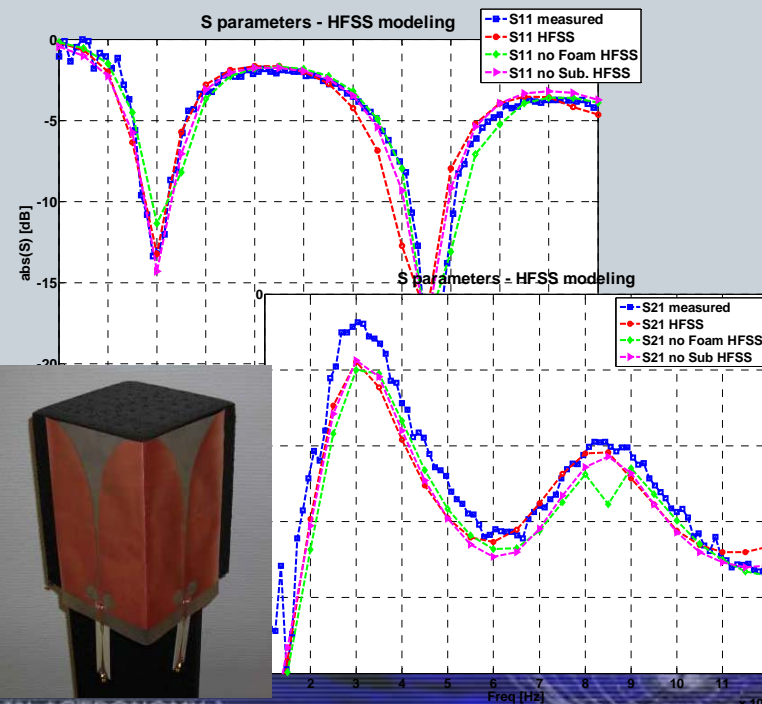 S parameters - HFSS modeling
S11 measured
S11 HFSS
S11 no Foam HFSS
S11 no Sub. HFSS
0
-5
-10
-15
-20
abs(S) [dB]
S parameters - HFSS modeling
0
S21 measured
S21 HFSS
S21 no Foam HFSS
S21 no Sub HFSS
2 3 4 5 6 7 8 9 10 11
Freq [Hz]
x 10